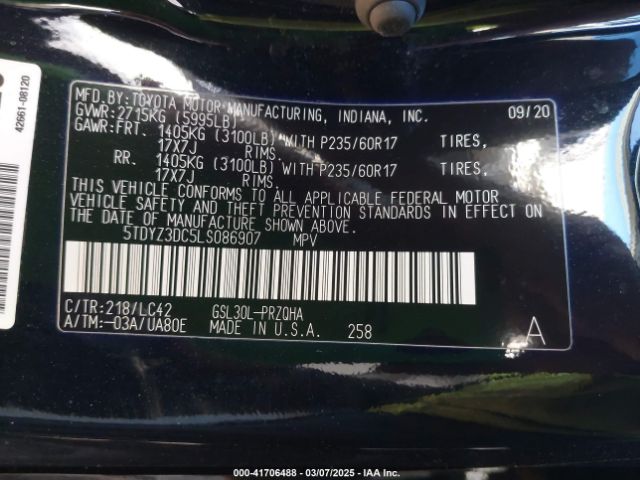 42661-08120
MFD.BY:TOYOTA MOTOR MANUFACTURING, INDIANA, INC. 09/20
GVWR:2715KG (5995LB)
GAWR:FRT. 1405KG (3100LB) WITH P235/60R17 TIRES,
17X7J RIMS.
RR. 1405KG (3100LB) WITH P235/60R17 TIRES,
17X7J RIMS.
THIS VEHICLE CONFORMS TO ALL APPLICABLE FEDERAL MOTOR
VEHICLE SAFETY AND THEFT PREVENTION STANDARDS IN EFFECT ON
THE DATE OF MANUFACTURE SHOWN ABOVE.
5TDYZ3DC5LS086907 MPV
C/TR:218/LC42 GSL30L-PRZQHA
A/TM:-03A/UA80E MADE IN U.S.A. 258 A
000-41706488 - 03/07/2025 - IAA Inc.